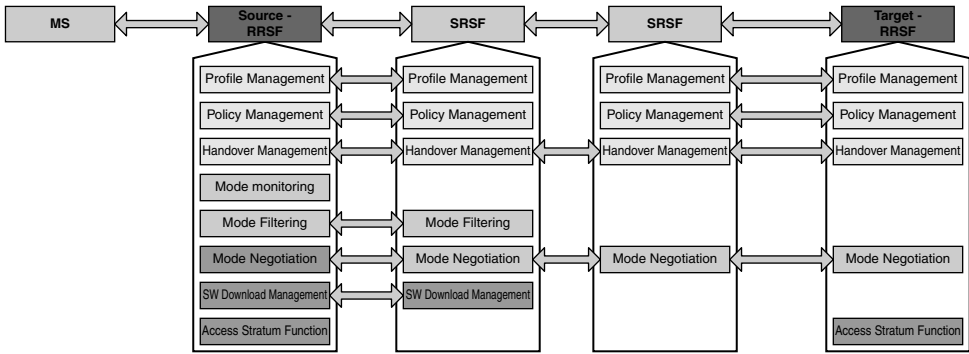 MS
Source -
RRSF
SRSF
SRSF
Target -
RRSF
Profile Management
Profile Management
Profile Management
Profile Management
Policy Management
Policy Management
Policy Management
Policy Management
Handover Management
Handover Management
Handover Management
Handover Management
Mode monitoring
Mode Filtering
Mode Filtering
Mode Negotiation
Mode Negotiation
Mode Negotiation
Mode Negotiation
SW Download Management
SW Download Management
Access Stratum Function
Access Stratum Function